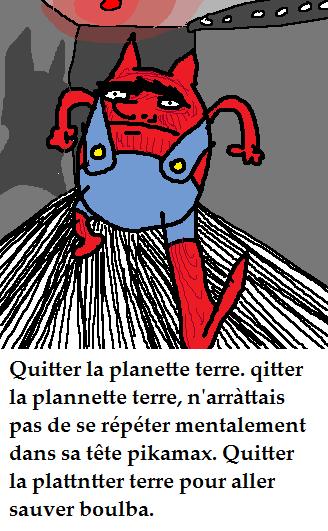 Quitter la planette terre. qitter
la plannette terre, n'arràttais
pas de se répéter mentalement
dans sa tête pikamax. Quitter
la plattntter terre pour aller
sauver boulba.